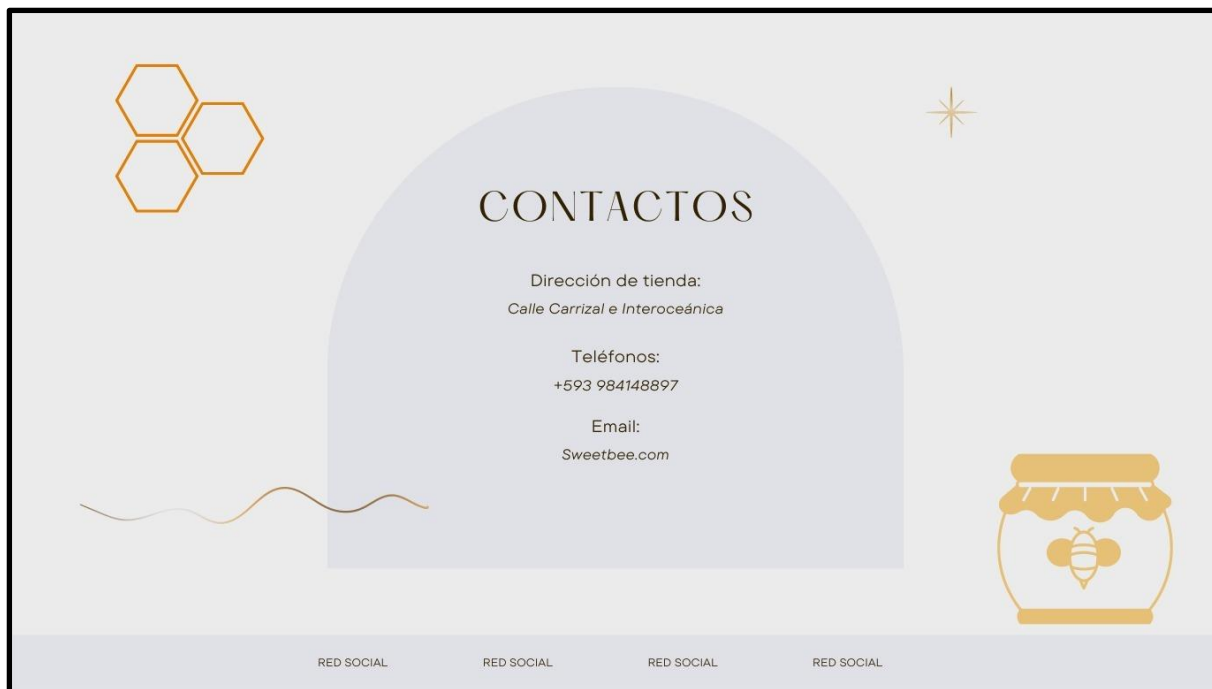 CONTACTOS
Dirección de tienda:
Calle Carrizal e Interoceánica
Teléfonos:
+593 984148897
Email:
Sweetbee.com
RED SOCIAL RED SOCIAL RED SOCIAL RED SOCIAL